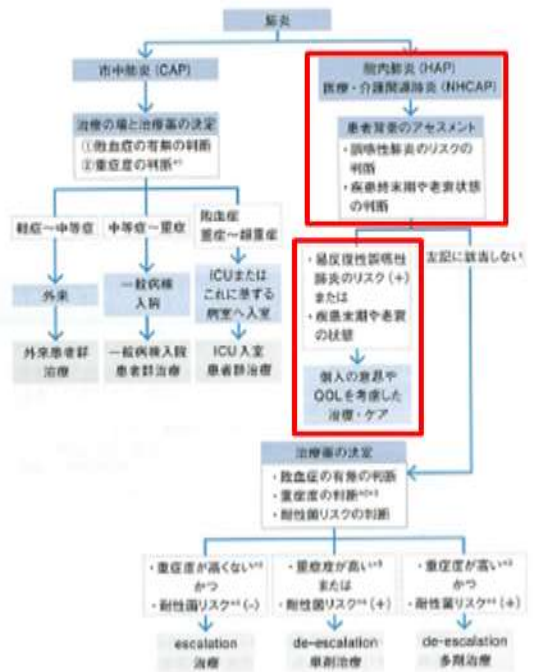 肺炎
市中肺炎(CAP)
治療の場と治療薬の決定
①敗血症の有無の判断
②重症度の判断
軽症〜中等症
中等症〜重症
敗血症
重症〜超重症
外来
一般病棟
入院
ICUまたは
これに準ずる
病室へ入室
外来患者群
治療
一般病棟入院
患者群治療
ICU入室
患者群治療
院内肺炎(HAP)
医療・介護関連肺炎(NHCAP)
患者背景のアセスメント
・誤嚥性肺炎のリスクの
判断
・疾患終末期や老衰状態
の判断
・易反復性誤嚥性
肺炎のリスク(+)
または
・疾患末期や老衰
の状態
左記に該当しない
個人の意思や
QOLを考慮した
治療・ケア
治療薬の決定
・敗血症の有無の判断
・重症度の判断
・耐性菌リスクの判断
・重症度が高くない
かつ
・耐性菌リスク(-)
・重症度が高い
または
・耐性菌リスク(+)
・重症度が高い
かつ
・耐性菌リスク(+)
escalation
治療
de-escalation
単剤治療
de-escalation
多剤治療